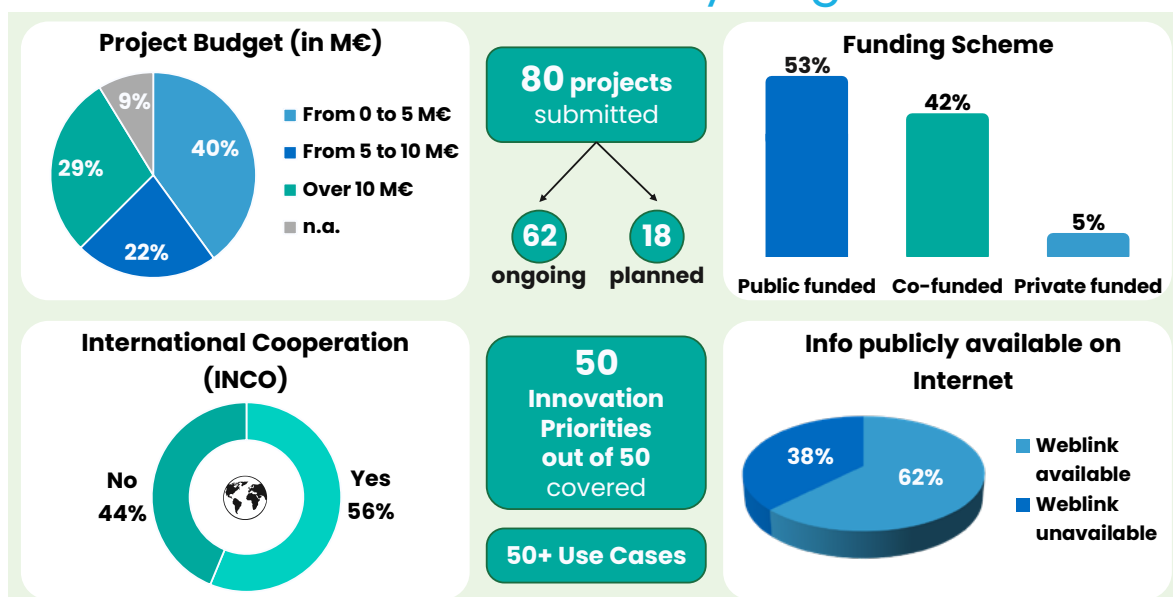 Project Budget (in M€)
9%
40%
29%
22%
From 0 to 5 M€
From 5 to 10 M€
Over 10 M€
n.a.
80 projects
submitted
62
18
ongoing
planned
Funding Scheme
53%
42%
5%
Public funded
Co-funded
Private funded
International Cooperation
(INCO)
No
44%
Yes
56%
50
Innovation
Priorities
out of 50
covered
50+ Use Cases
Info publicly available on
Internet
38%
62%
Weblink
available
Weblink
unavailable